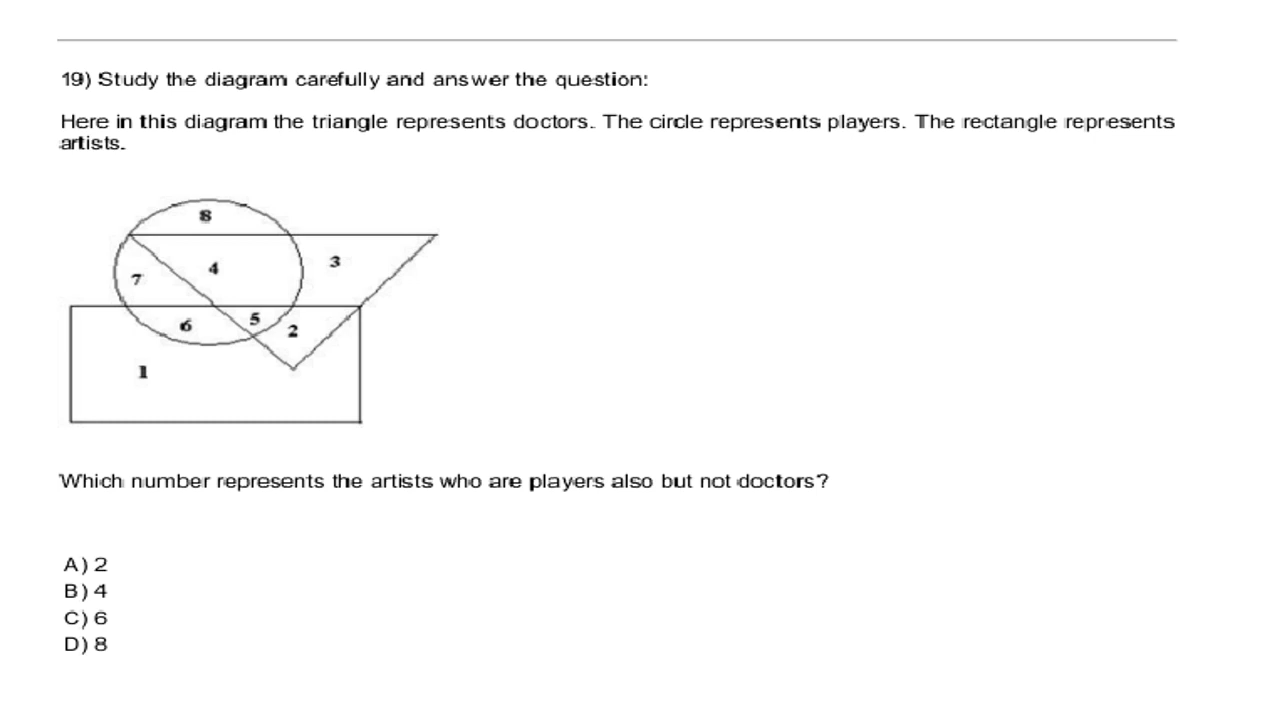 19) Study the diagram carefully and answer the question:
Here in this diagram the triangle represents doctors. The circle represents players. The rectangle represents
artists.
8
4
3
7
5
6
2
1
Which number represents the artists who are players also but not doctors?
A) 2
B) 4
C) 6
D) 8